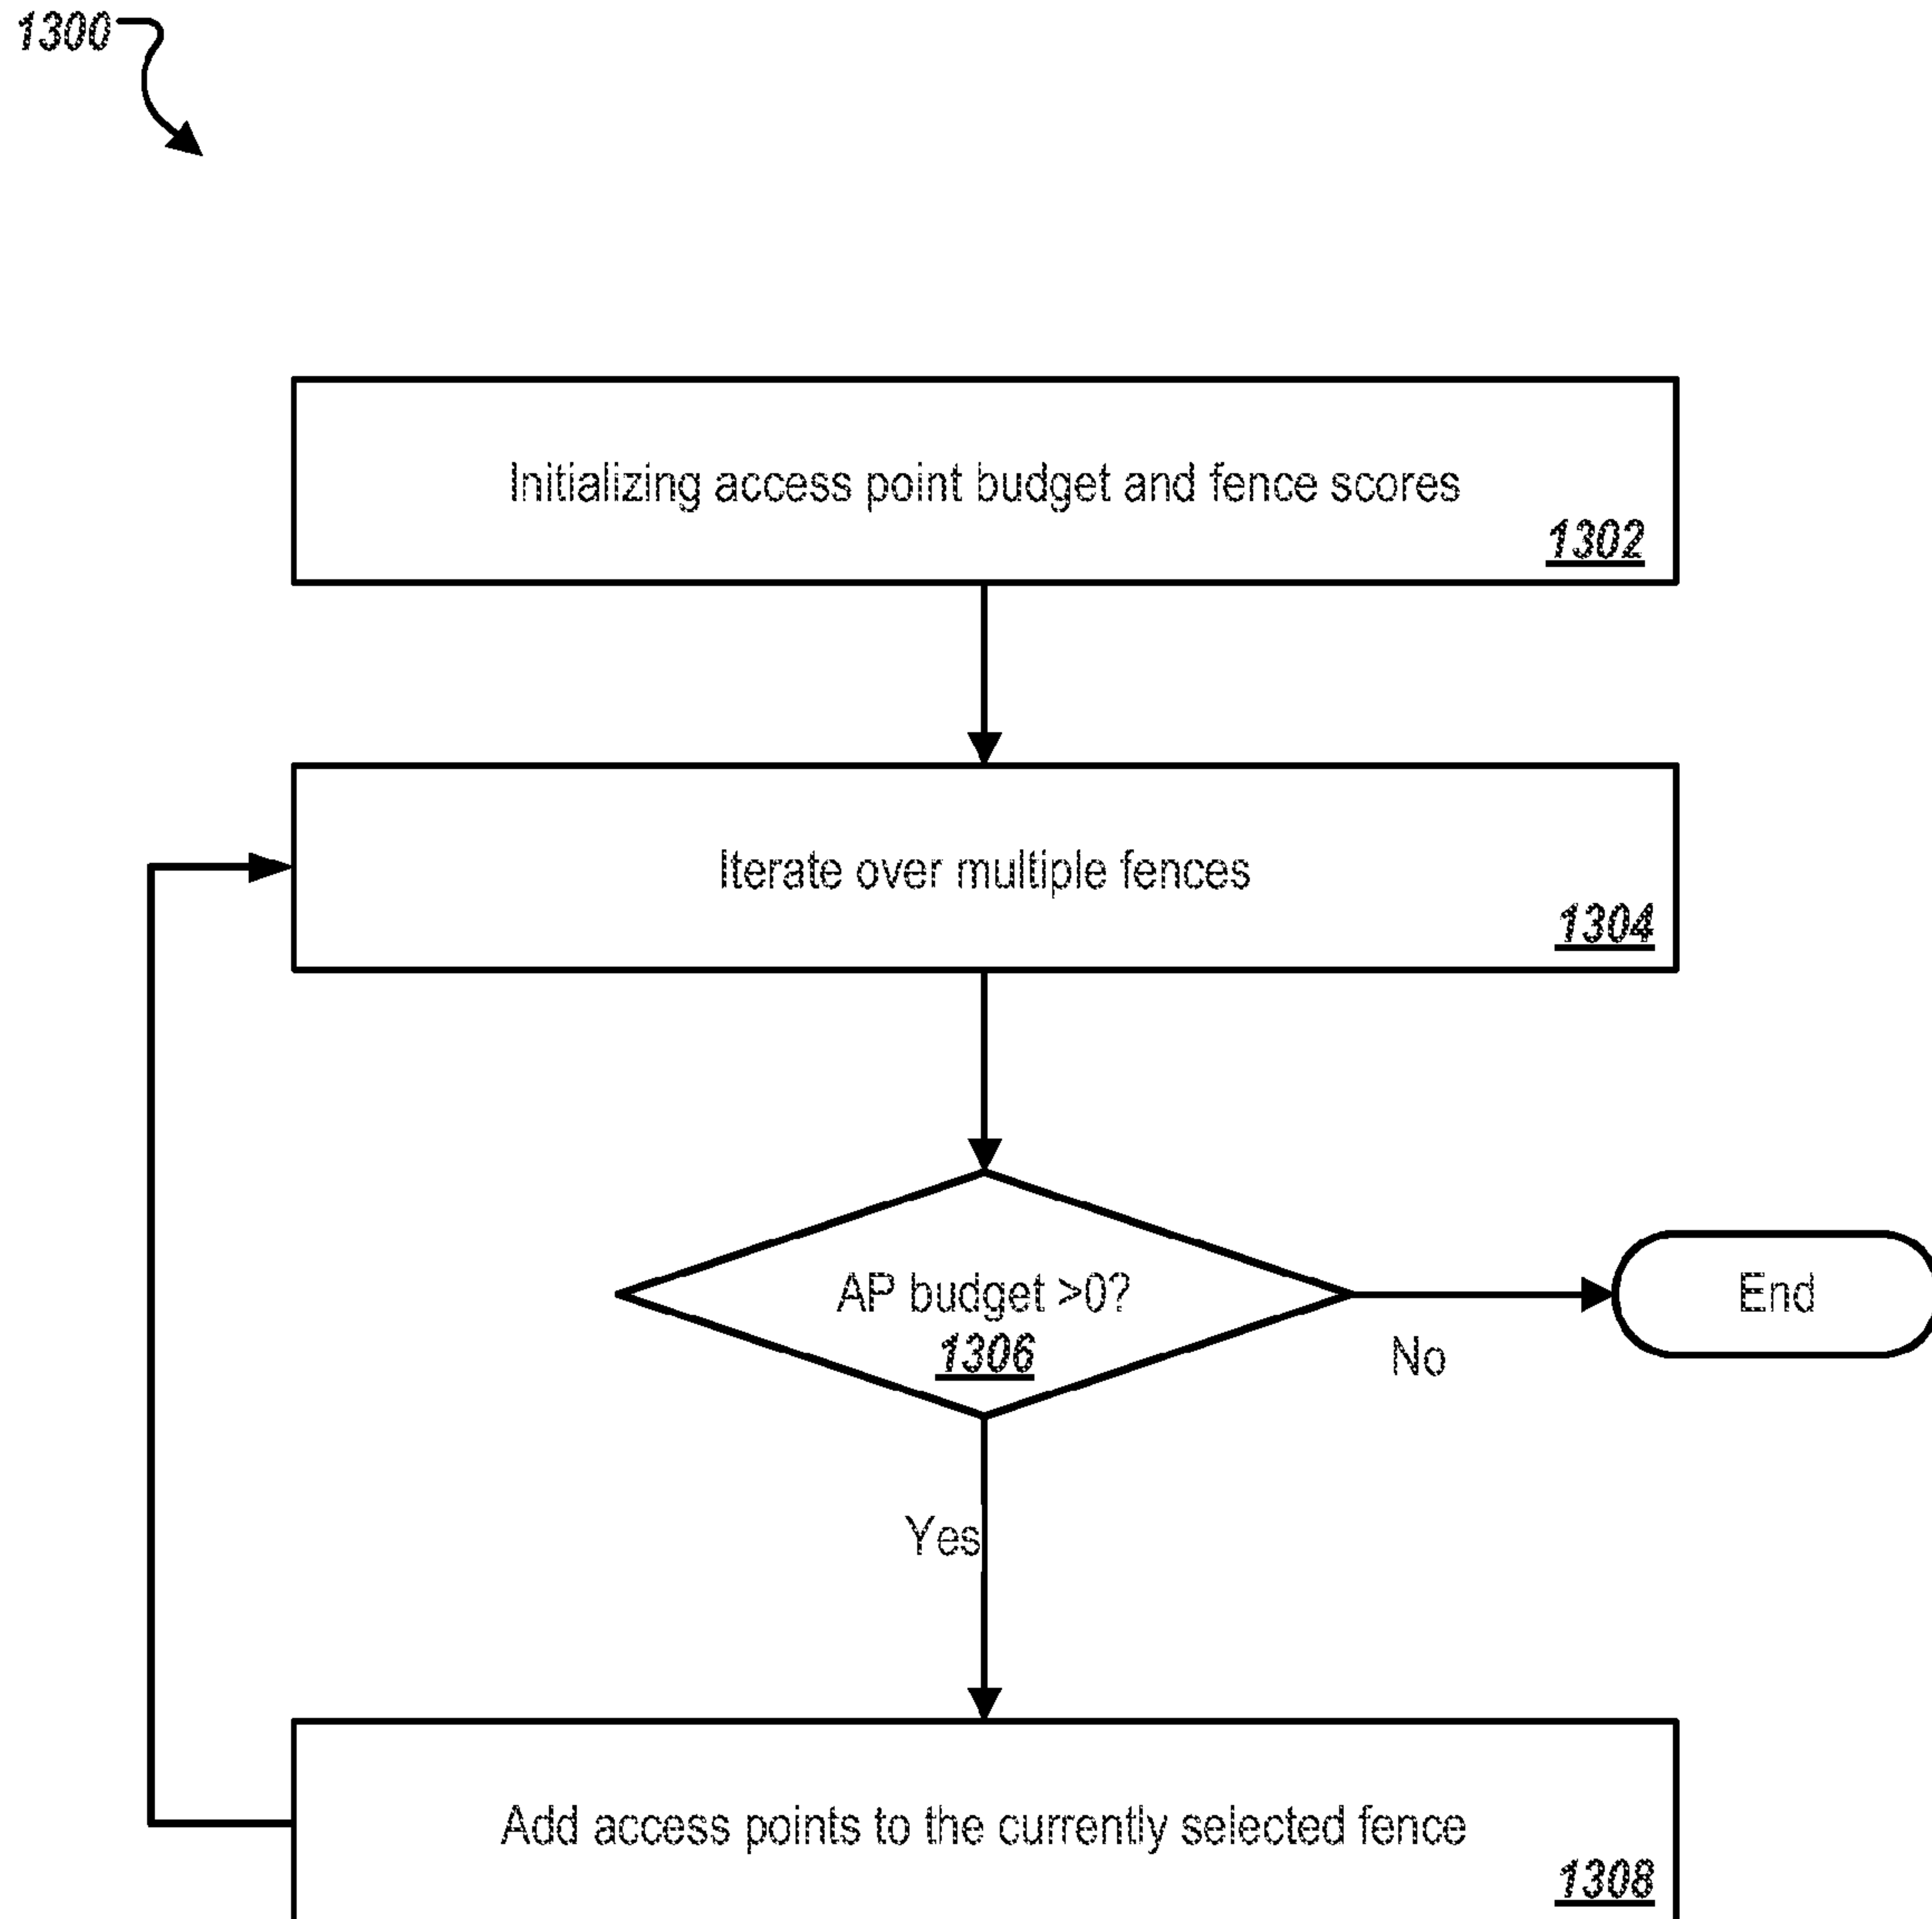 1300
Initializing access point budget and fence scores
1302
Iterate over multiple fences
1304
AP budget >0?
1306
End
No
Yes
Add access points to the currently selected fence
1308